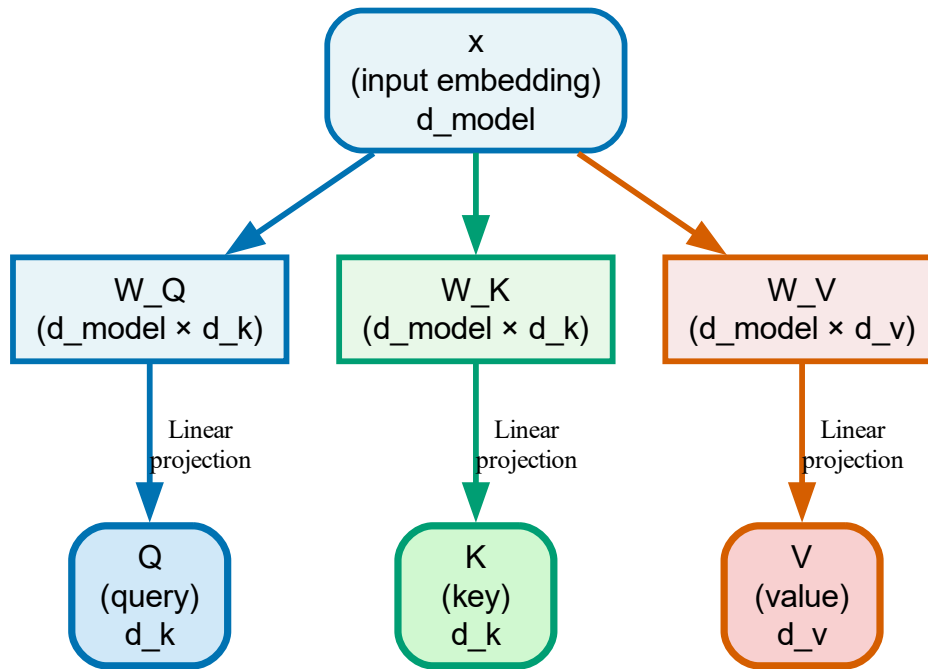 x
(input embedding)
d_model
W_Q
(d_model × d_k)
W_K
(d_model × d_k)
W_V
(d_model × d_v)
Linear
projection
Linear
projection
Linear
projection
Q
(query)
d_k
K
(key)
d_k
V
(value)
d_v